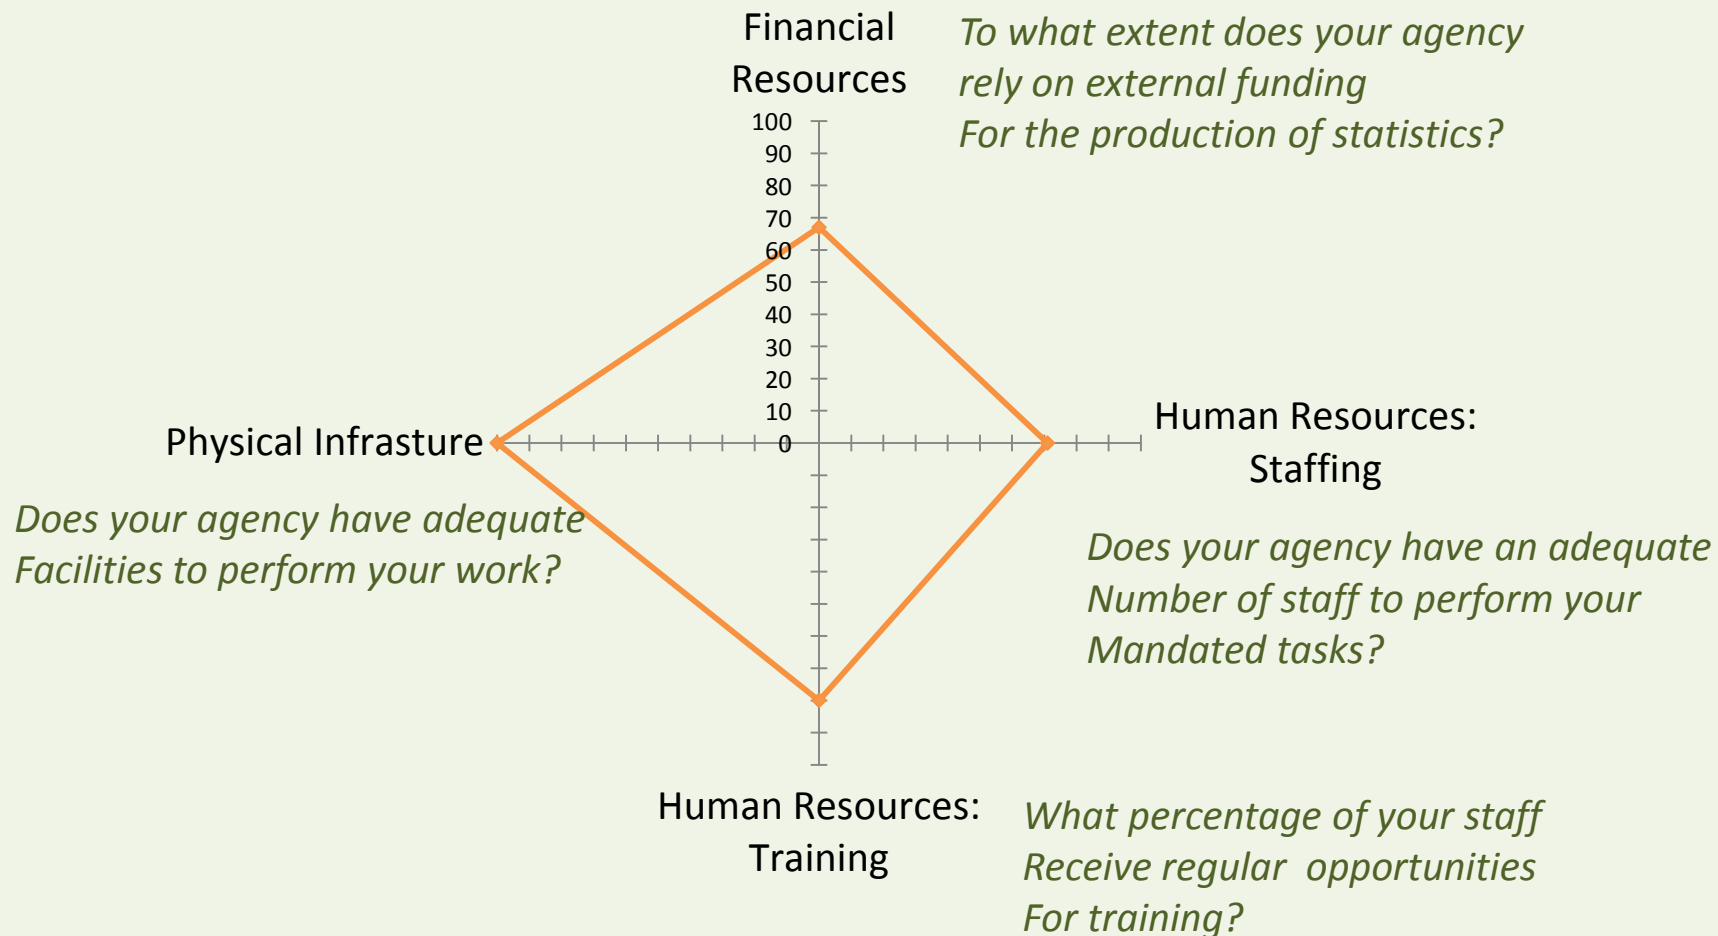 Financial
Resources
To what extent does your agency
rely on external funding
For the production of statistics?
100
90
80
70
60
50
40
30
20
10
0
Physical Infrasture
Does your agency have adequate
Facilities to perform your work?
Human Resources:
Staffing
Does your agency have an adequate
Number of staff to perform your
Mandated tasks?
Human Resources:
Training
What percentage of your staff
Receive regular  opportunities
For training?